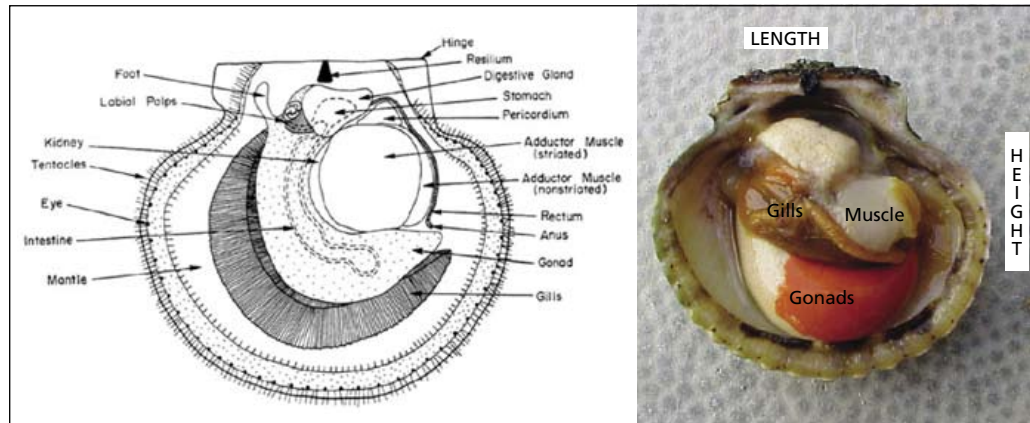 Hinge
Resilium
Digestive Gland
Stomach
Pericardium
Adductor Muscle
(striated)
Adductor Muscle
(nonstriated)
Rectum
Anus
Gonad
Gills
Foot
Labial Palps
Kidney
Tentacles
Eye
Intestine
Mantle
LENGTH
HEIGHT
Gills
Muscle
Gonads